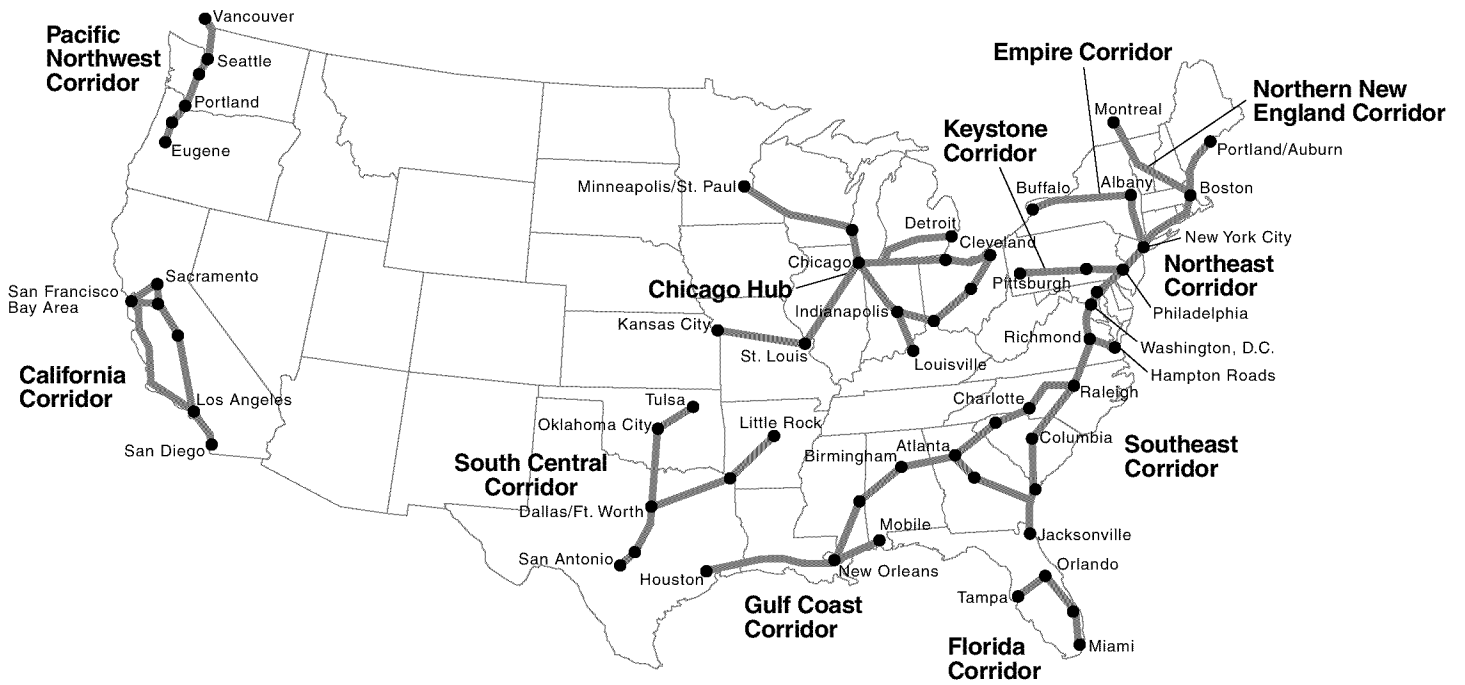 Pacific
Northwest
Corridor
Vancouver
Seattle
Portland
Eugene
Empire Corridor
Northern New
England Corridor
Keystone
Corridor
Montreal
Portland/Auburn
Buffalo
Albany
Boston
Minneapolis/St. Paul
Detroit
Cleveland
New York City
Chicago
Pittsburgh
Northeast
Corridor
Sacramento
San Francisco
Bay Area
Chicago Hub
Indianapolis
Philadelphia
Kansas City
St. Louis
Richmond
Washington, D.C.
Louisville
Hampton Roads
California
Corridor
Los Angeles
San Diego
Tulsa
Oklahoma City
Little Rock
Charlotte
Raleigh
Columbia
Atlanta
Birmingham
Southeast
Corridor
South Central
Corridor
Dallas/Ft. Worth
Mobile
Jacksonville
San Antonio
Houston
New Orleans
Orlando
Tampa
Gulf Coast
Corridor
Florida
Corridor
Miami